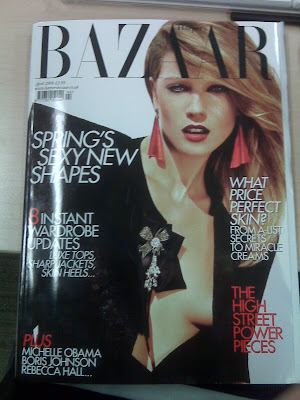 BAZAAR
SPRING'S
SEXY NEW
SHAPES
8 INSTANT
WARDROBE
UPDATES
LUXE TOPS,
SHARP JACKETS,
SKIN HEELS...
PLUS
MICHELLE OBAMA
BORIS JOHNSON
REBECCA HALL...
WHAT
PRICE
PERFECT
SKIN?
FROM A-LIST
SECRETS
TO MIRACLE
CREAMS
THE
HIGH
STREET
POWER
PIECES